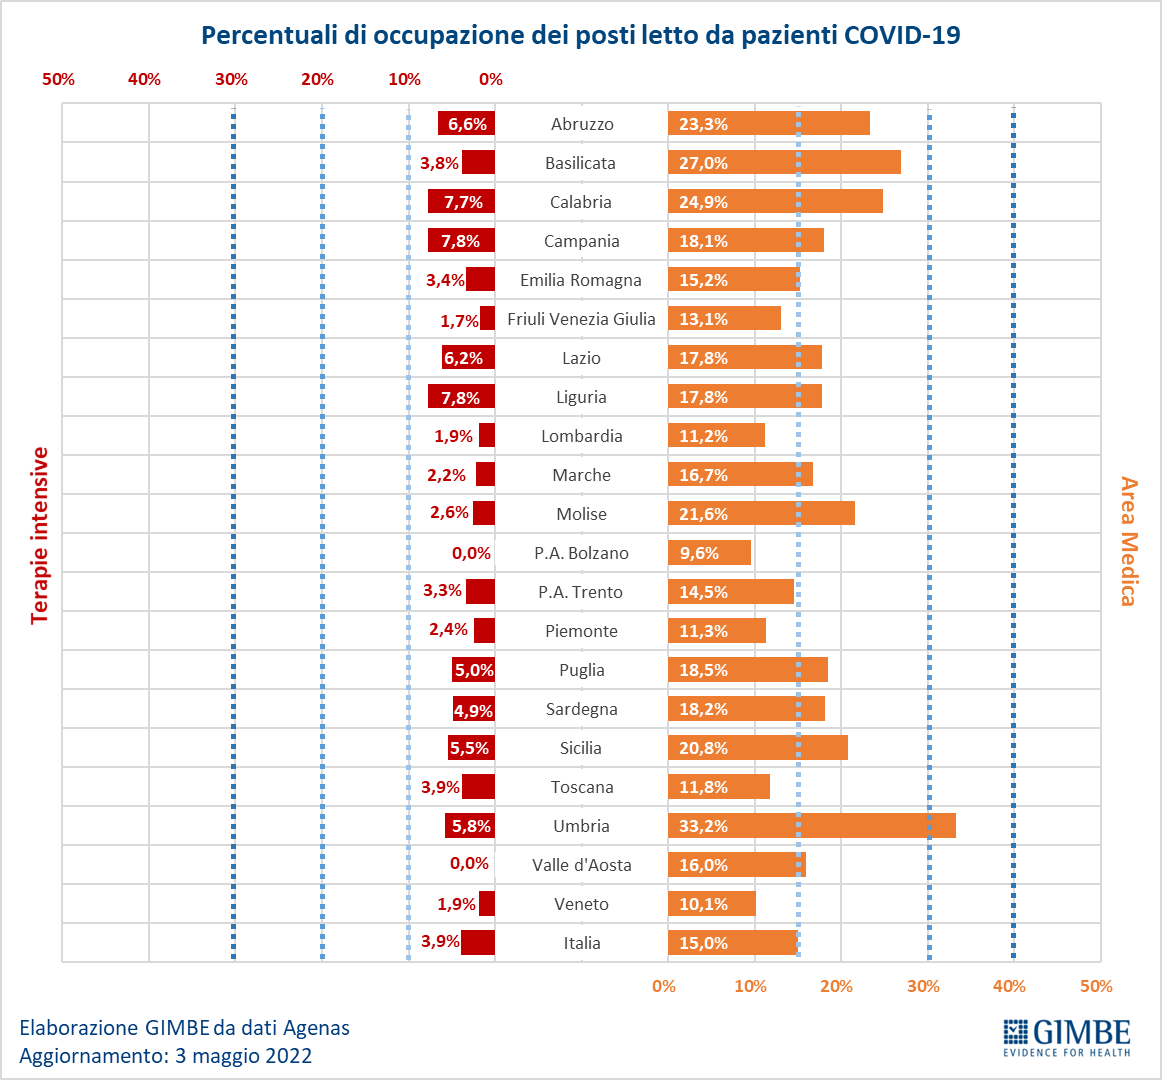 Percentuali di occupazione dei posti letto da pazienti COVID-19
50% 40% 30% 20% 10% 0%
6,6% Abruzzo 23,3%
3,8% Basilicata 27,0%
7,7% Calabria 24,9%
7,8% Campania 18,1%
3,4% Emilia Romagna 15,2%
1,7% Friuli Venezia Giulia 13,1%
6,2% Lazio 17,8%
7,8% Liguria 17,8%
1,9% Lombardia 11,2%
2,2% Marche 16,7%
2,6% Molise 21,6%
0,0% P.A. Bolzano 9,6%
3,3% P.A. Trento 14,5%
2,4% Piemonte 11,3%
5,0% Puglia 18,5%
4,9% Sardegna 18,2%
5,5% Sicilia 20,8%
3,9% Toscana 11,8%
5,8% Umbria 33,2%
0,0% Valle d'Aosta 16,0%
1,9% Veneto 10,1%
3,9% Italia 15,0%
0% 10% 20% 30% 40% 50%
Terapie intensive
Area Medica
Elaborazione GIMBE da dati Agenas
Aggiornamento: 3 maggio 2022
GIMBE
EVIDENCE FOR HEALTH